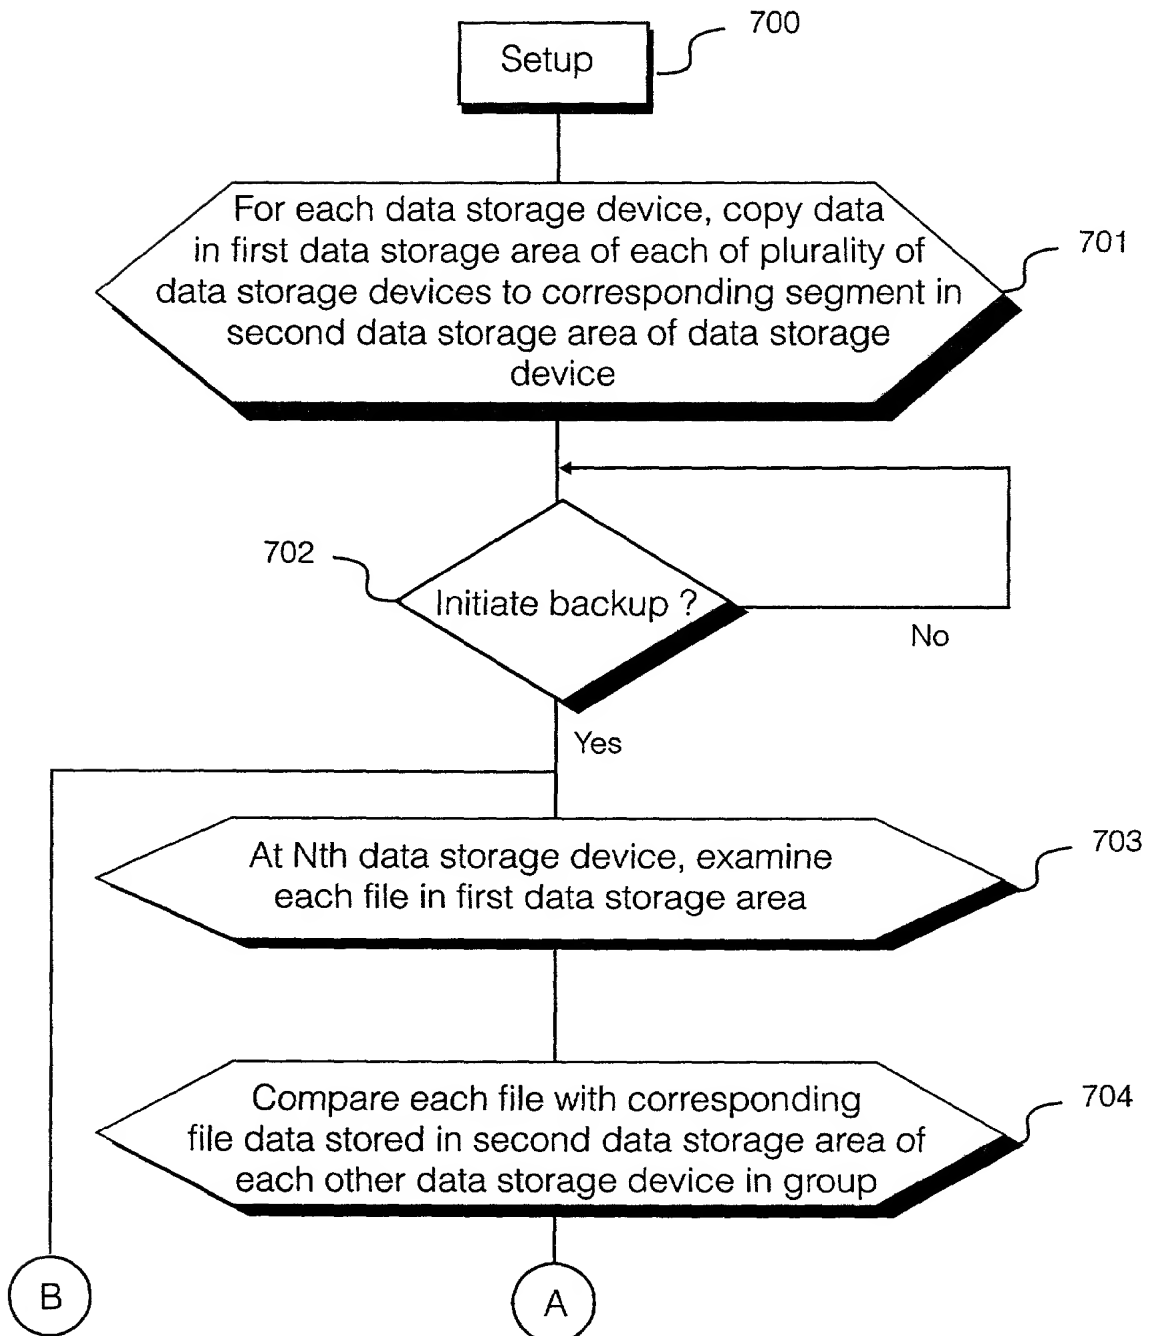 700
Setup
For each data storage device, copy data
in first data storage area of each of plurality of
data storage devices to corresponding segment in
second data storage area of data storage
device
701
702
Initiate backup ?
No
Yes
At Nth data storage device, examine
each file in first data storage area
703
Compare each file with corresponding
file data stored in second data storage area of
each other data storage device in group
704
B
A